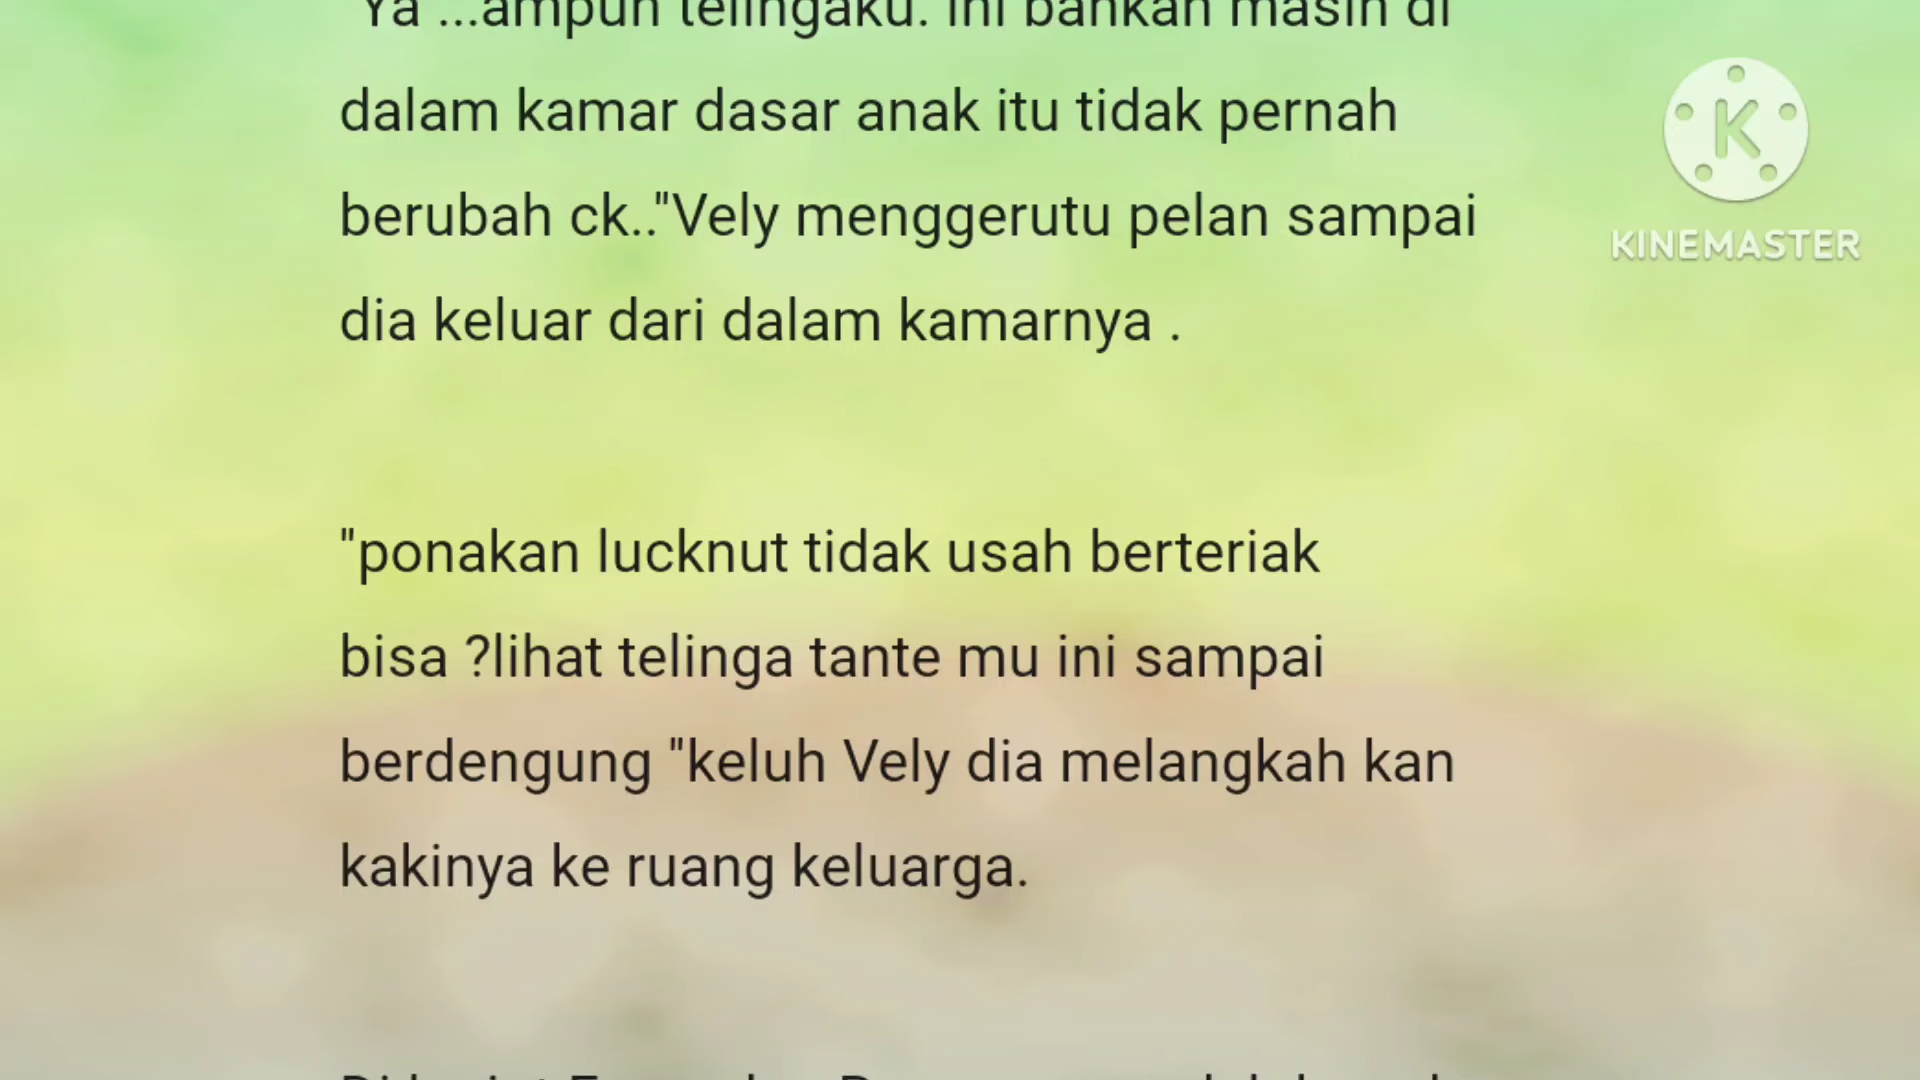 Ya ...ampun telingaku. Ini bahkan masih di
dalam kamar dasar anak itu tidak pernah
berubah ck.."Vely menggerutu pelan sampai
dia keluar dari dalam kamarnya .
"ponakan lucknut tidak usah berteriak
bisa ?lihat telinga tante mu ini sampai
berdengung "keluh Vely dia melangkah kan
kakinya ke ruang keluarga.
K
KINEMASTER